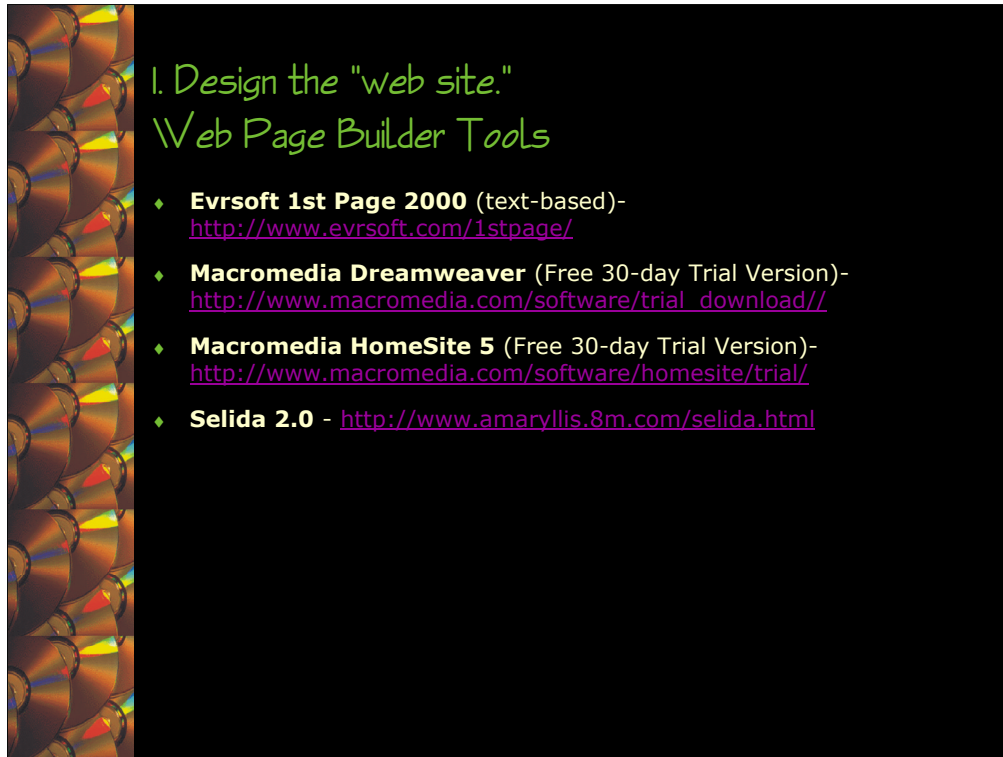 1. Design the "web site."
Web Page Builder Tools
♦ Evrsoft 1st Page 2000 (text-based)-
http://www.evrsoft.com/1stpage/
♦ Macromedia Dreamweaver (Free 30-day Trial Version)-
http://www.macromedia.com/software/trial_download//
♦ Macromedia HomeSite 5 (Free 30-day Trial Version)-
http://www.macromedia.com/software/homesite/trial/
♦ Selida 2.0 - http://www.amaryllis.8m.com/selida.html